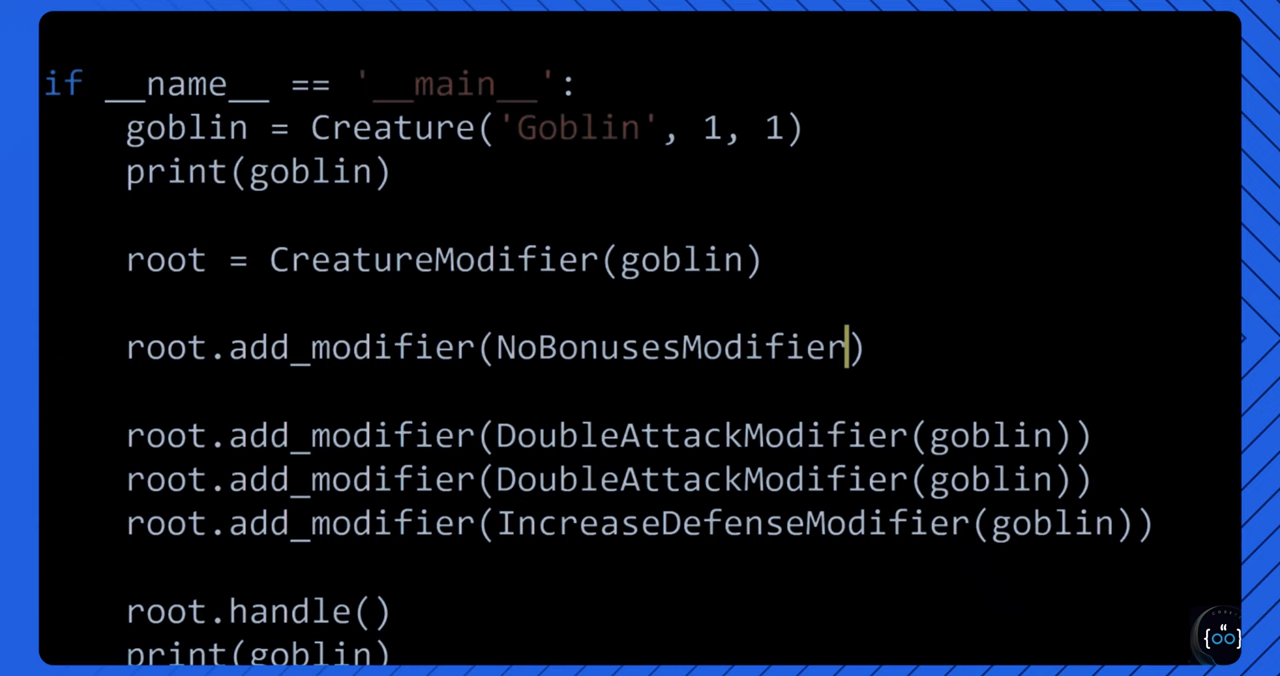 if __name__ == '__main__':
goblin = Creature('Goblin', 1, 1)
print(goblin)
root = CreatureModifier(goblin)
root.add_modifier(NoBonusesModifier)
root.add_modifier(DoubleAttackModifier(goblin))
root.add_modifier(DoubleAttackModifier(goblin))
root.add_modifier(IncreaseDefenseModifier(goblin))
root.handle()
print(goblin)